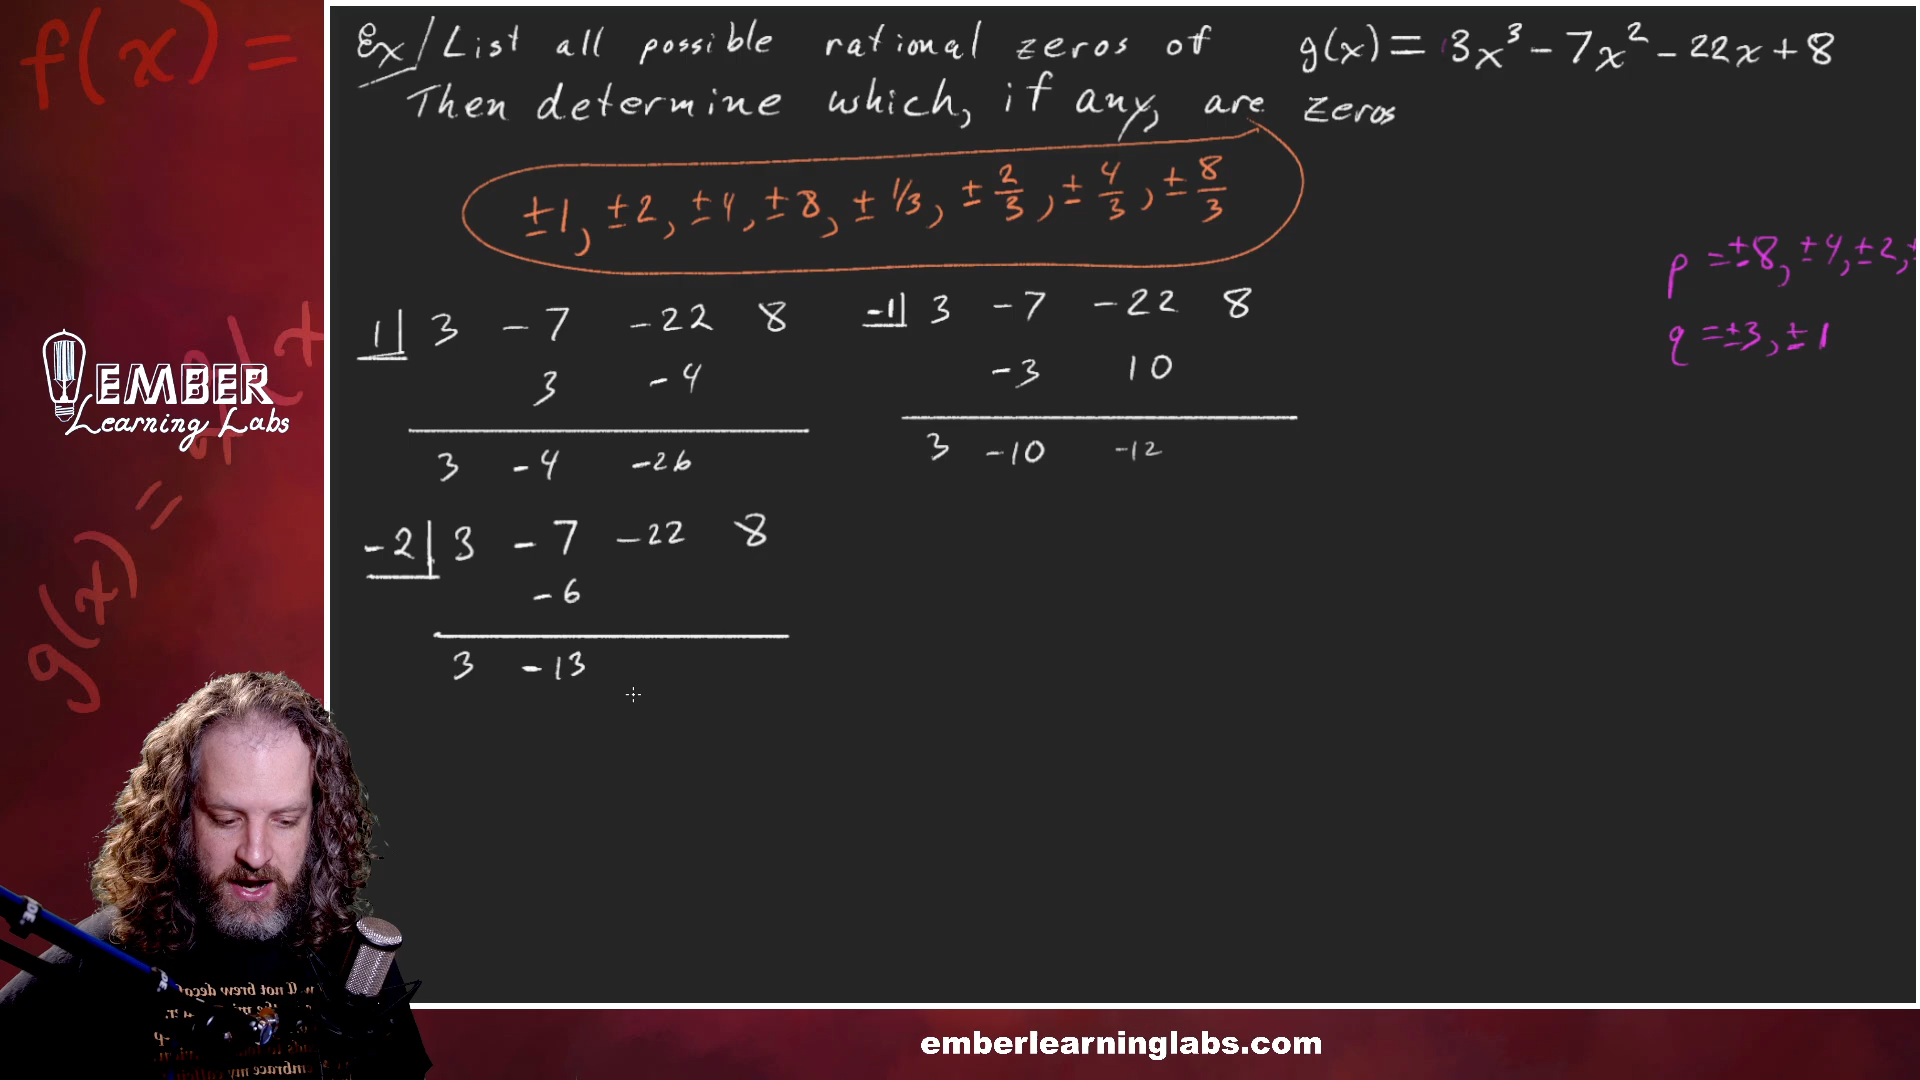 f(x) =
Ex/ List all possible rational zeros of g(x) = 3x³ - 7x² - 22x + 8
Then determine which, if any, are zeros
±1, ±2, ±4, ±8, ± 1/3, ± 2/3, ± 4/3, ± 8/3
p = ±8, ±4, ±2,
q = ±3, ±1
1| 3 -7 -22 8
3 -4
3 -4 -26
-1| 3 -7 -22 8
-3 10
3 -10 -12
-2| 3 -7 -22 8
-6
3 -13
EMBER
Learning Labs
g(x) =
emberlearninglabs.com